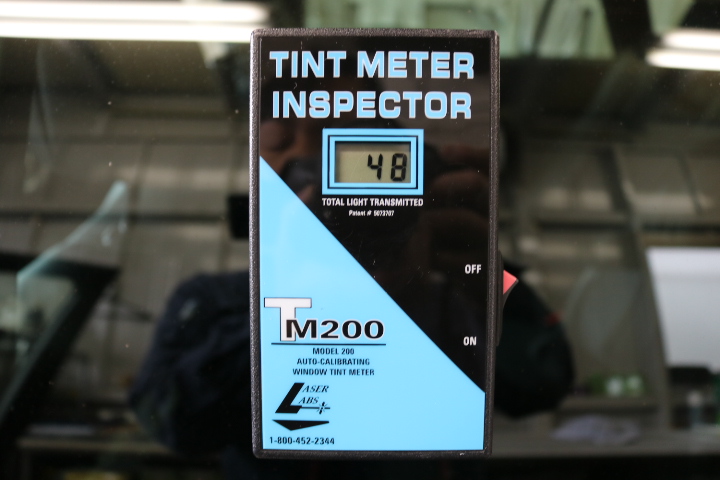 TINT METER
INSPECTOR
48
TOTAL LIGHT TRANSMITTED
Patent # 5073707
OFF
ON
TM200
MODEL 200
AUTO-CALIBRATING
WINDOW TINT METER
LASER
LABS
1-800-452-2344